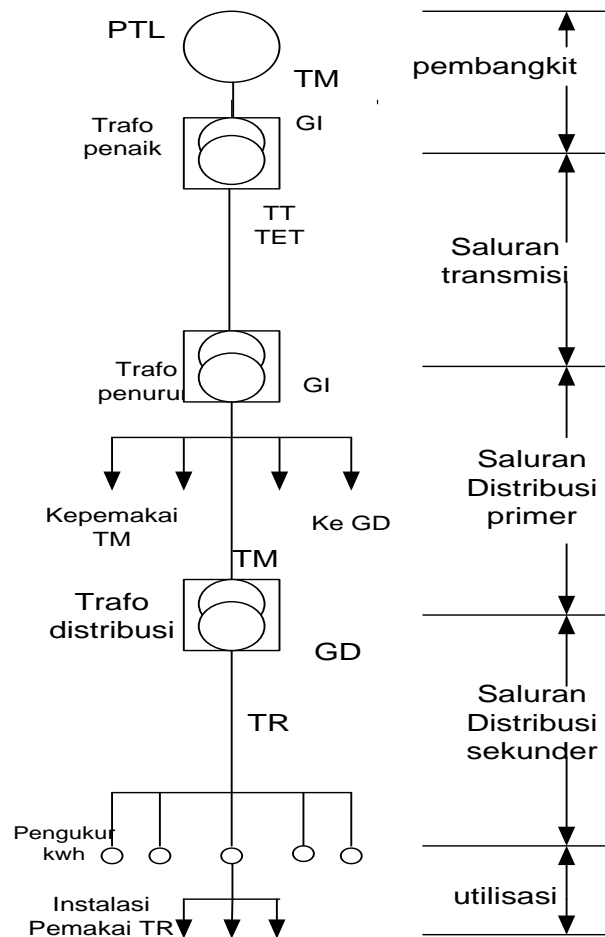 PTL
TM
pembangkit
GI
Trafo
penaik
TT
TET
Saluran
transmisi
Trafo
penurun
GI
Saluran
Distribusi
primer
Kepemakai
TM
Ke GD
TM
Trafo
distribusi
GD
Saluran
Distribusi
sekunder
TR
Pengukur
kwh
utilisasi
Instalasi
Pemakai TR